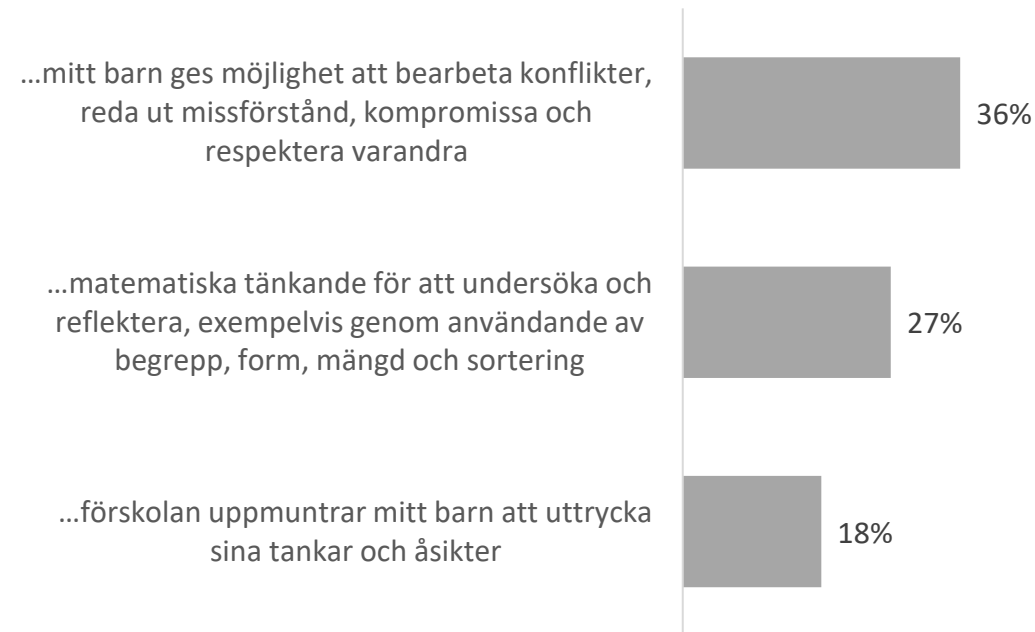 ...mitt barn ges möjlighet att bearbeta konflikter,
reda ut missförstånd, kompromissa och
respektera varandra
36%
...matematiska tänkande för att undersöka och
reflektera, exempelvis genom användande av
begrepp, form, mängd och sortering
27%
...förskolan uppmuntrar mitt barn att uttrycka
sina tankar och åsikter
18%